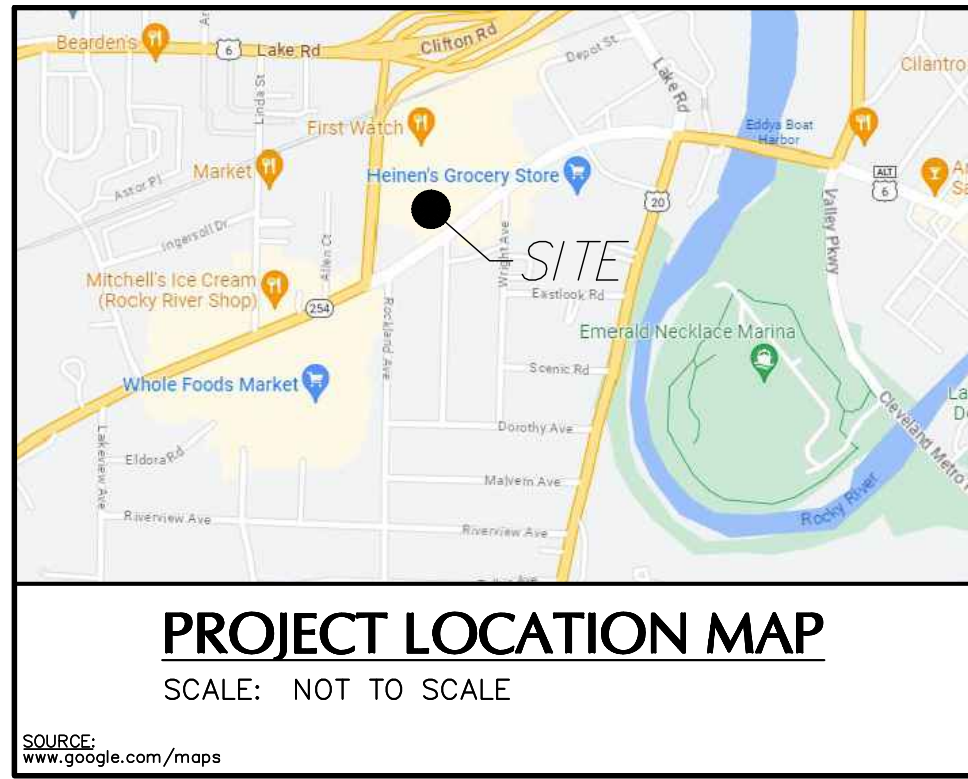 Ar
Bearden's
6
Lake Rd
Clifton Rd
Depot St
Lake Rd
Cilantro
Linda St
First Watch
Eddys Boat
Harbor
Market
Heinen's Grocery Store
ALT
6
Astor Pl
20
Valley Pkwy
Ingersoll Dr
Allen Ct
Wright Ave
SITE
Mitchell's Ice Cream
(Rocky River Shop)
254
Eastlook Rd
Rockland Ave
Emerald Necklace Marina
Scenic Rd
Whole Foods Market
Cleveland Metro
Lakeview Ave
Dorothy Ave
Eldora Rd
Malvern Ave
Rocky River
Riverview Ave
Riverview Ave
PROJECT LOCATION MAP
SCALE: NOT TO SCALE
SOURCE:
www.google.com/maps